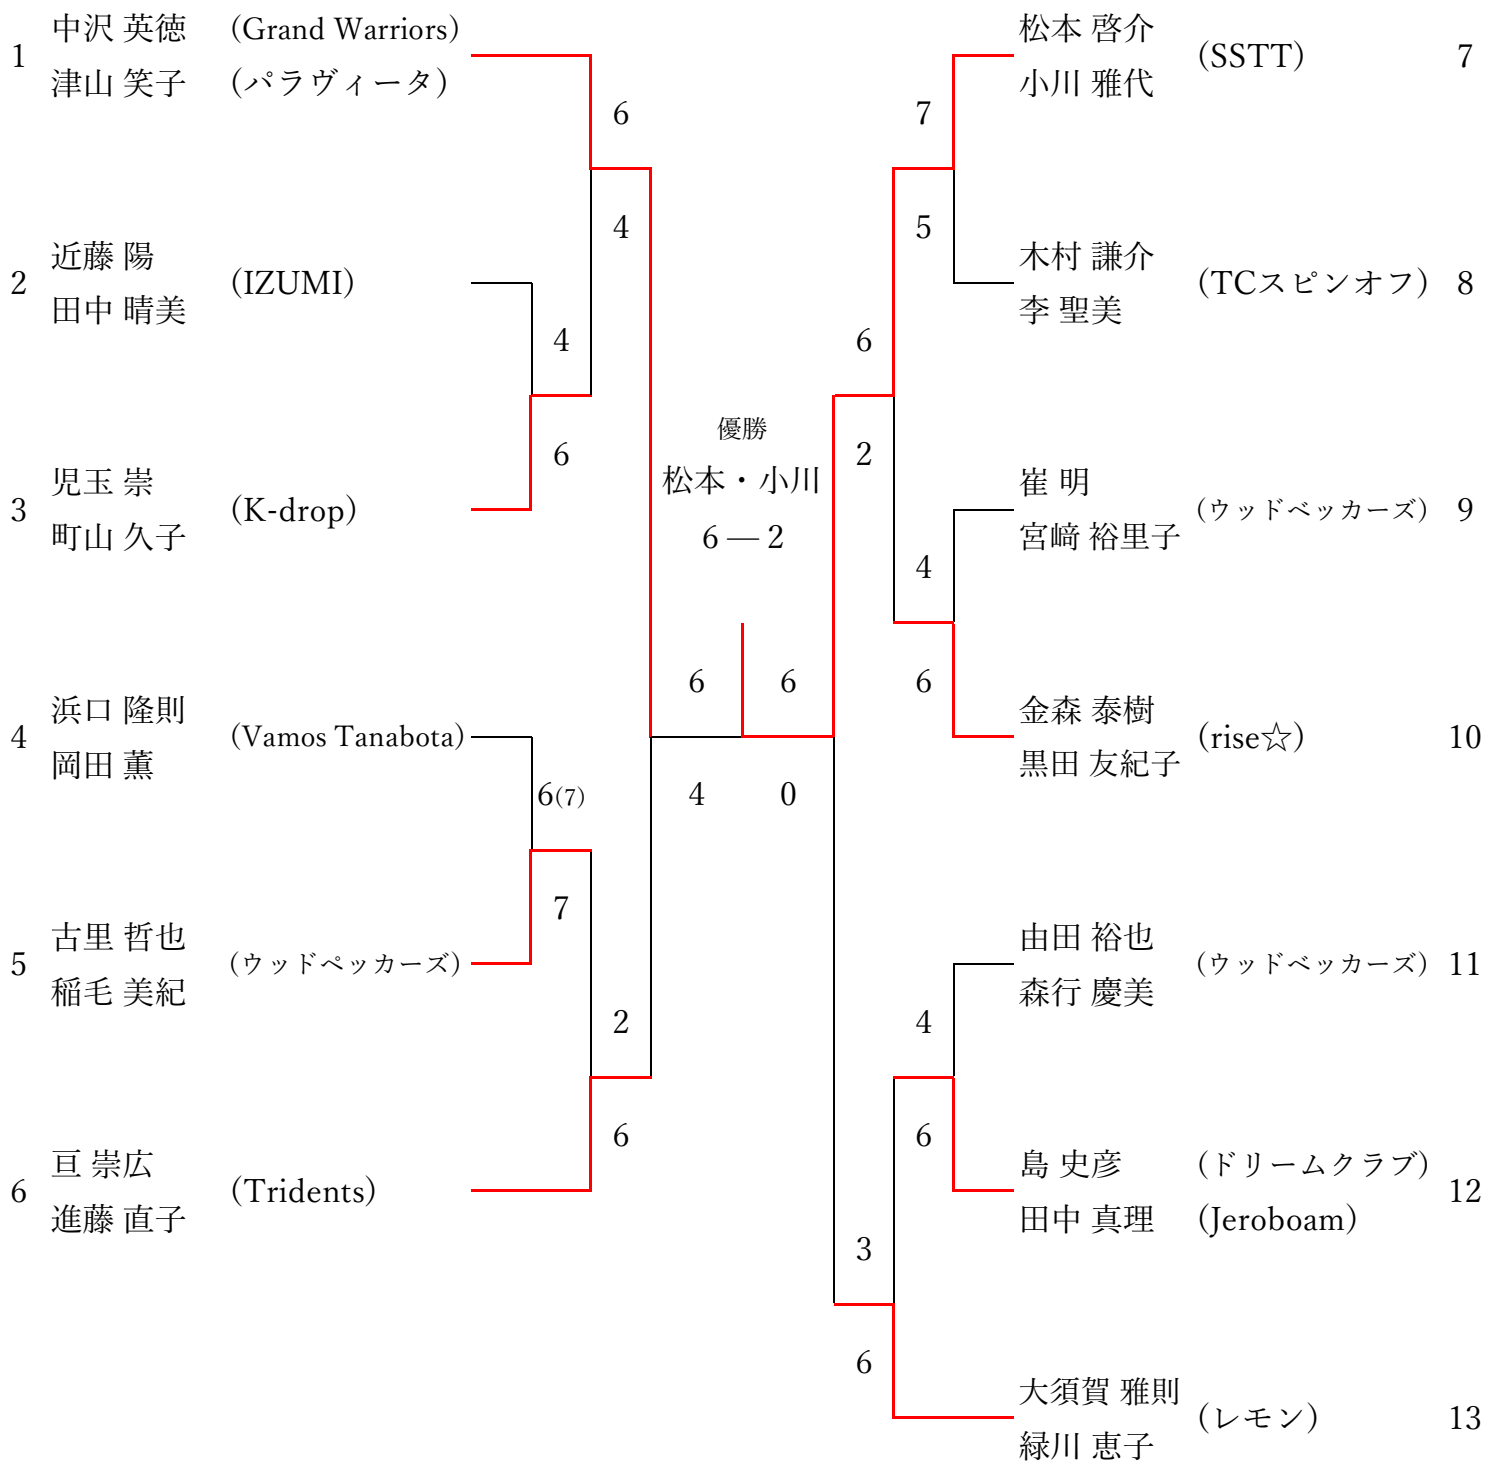 1
中沢 英徳 (Grand Warriors)
津山 笑子 (パラヴィータ)
6
4
2
近藤 陽
田中 晴美
(IZUMI)
4
6
3
児玉 崇
町山 久子
(K-drop)
4
浜口 隆則
岡田 薫
(Vamos Tanabota)
6(7)
7
5
古里 哲也
稲毛 美紀
(ウッドペッカーズ)
2
6
6
亘 崇広
進藤 直子
(Tridents)
優勝
松本・小川
6 — 2
6 6
4 0
松本 啓介
小川 雅代
(SSTT)
7
7
5
木村 謙介
李 聖美
(TCスピンオフ)
8
6
2
崔 明
宮﨑 裕里子
(ウッドベッカーズ)
9
4
6
金森 泰樹
黒田 友紀子
(rise☆)
10
由田 裕也
森行 慶美
(ウッドベッカーズ)
11
4
6
島 史彦 (ドリームクラブ)
田中 真理 (Jeroboam)
12
3
6
大須賀 雅則
緑川 恵子
(レモン)
13